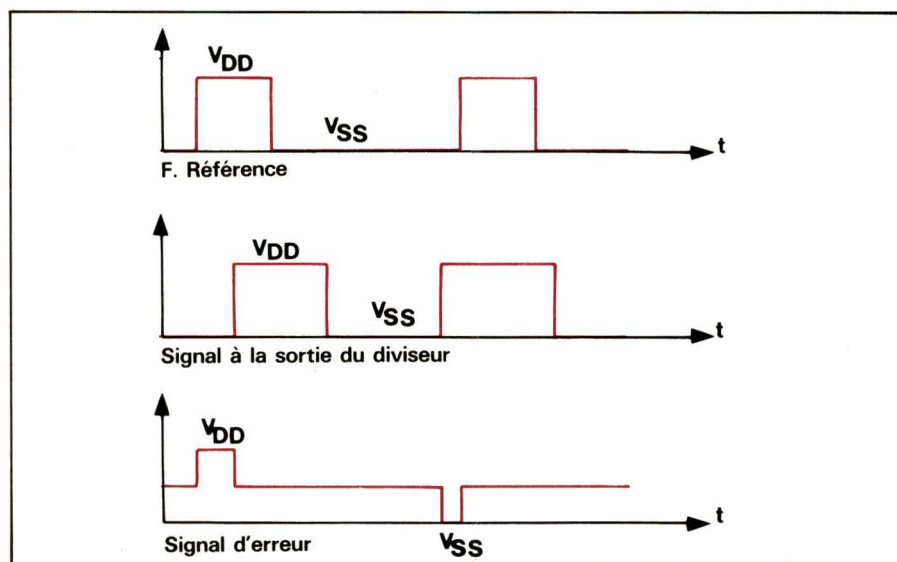 VDD
VSS
t
F. Référence
VDD
VSS
t
Signal à la sortie du diviseur
VDD
t
Signal d'erreur
VSS